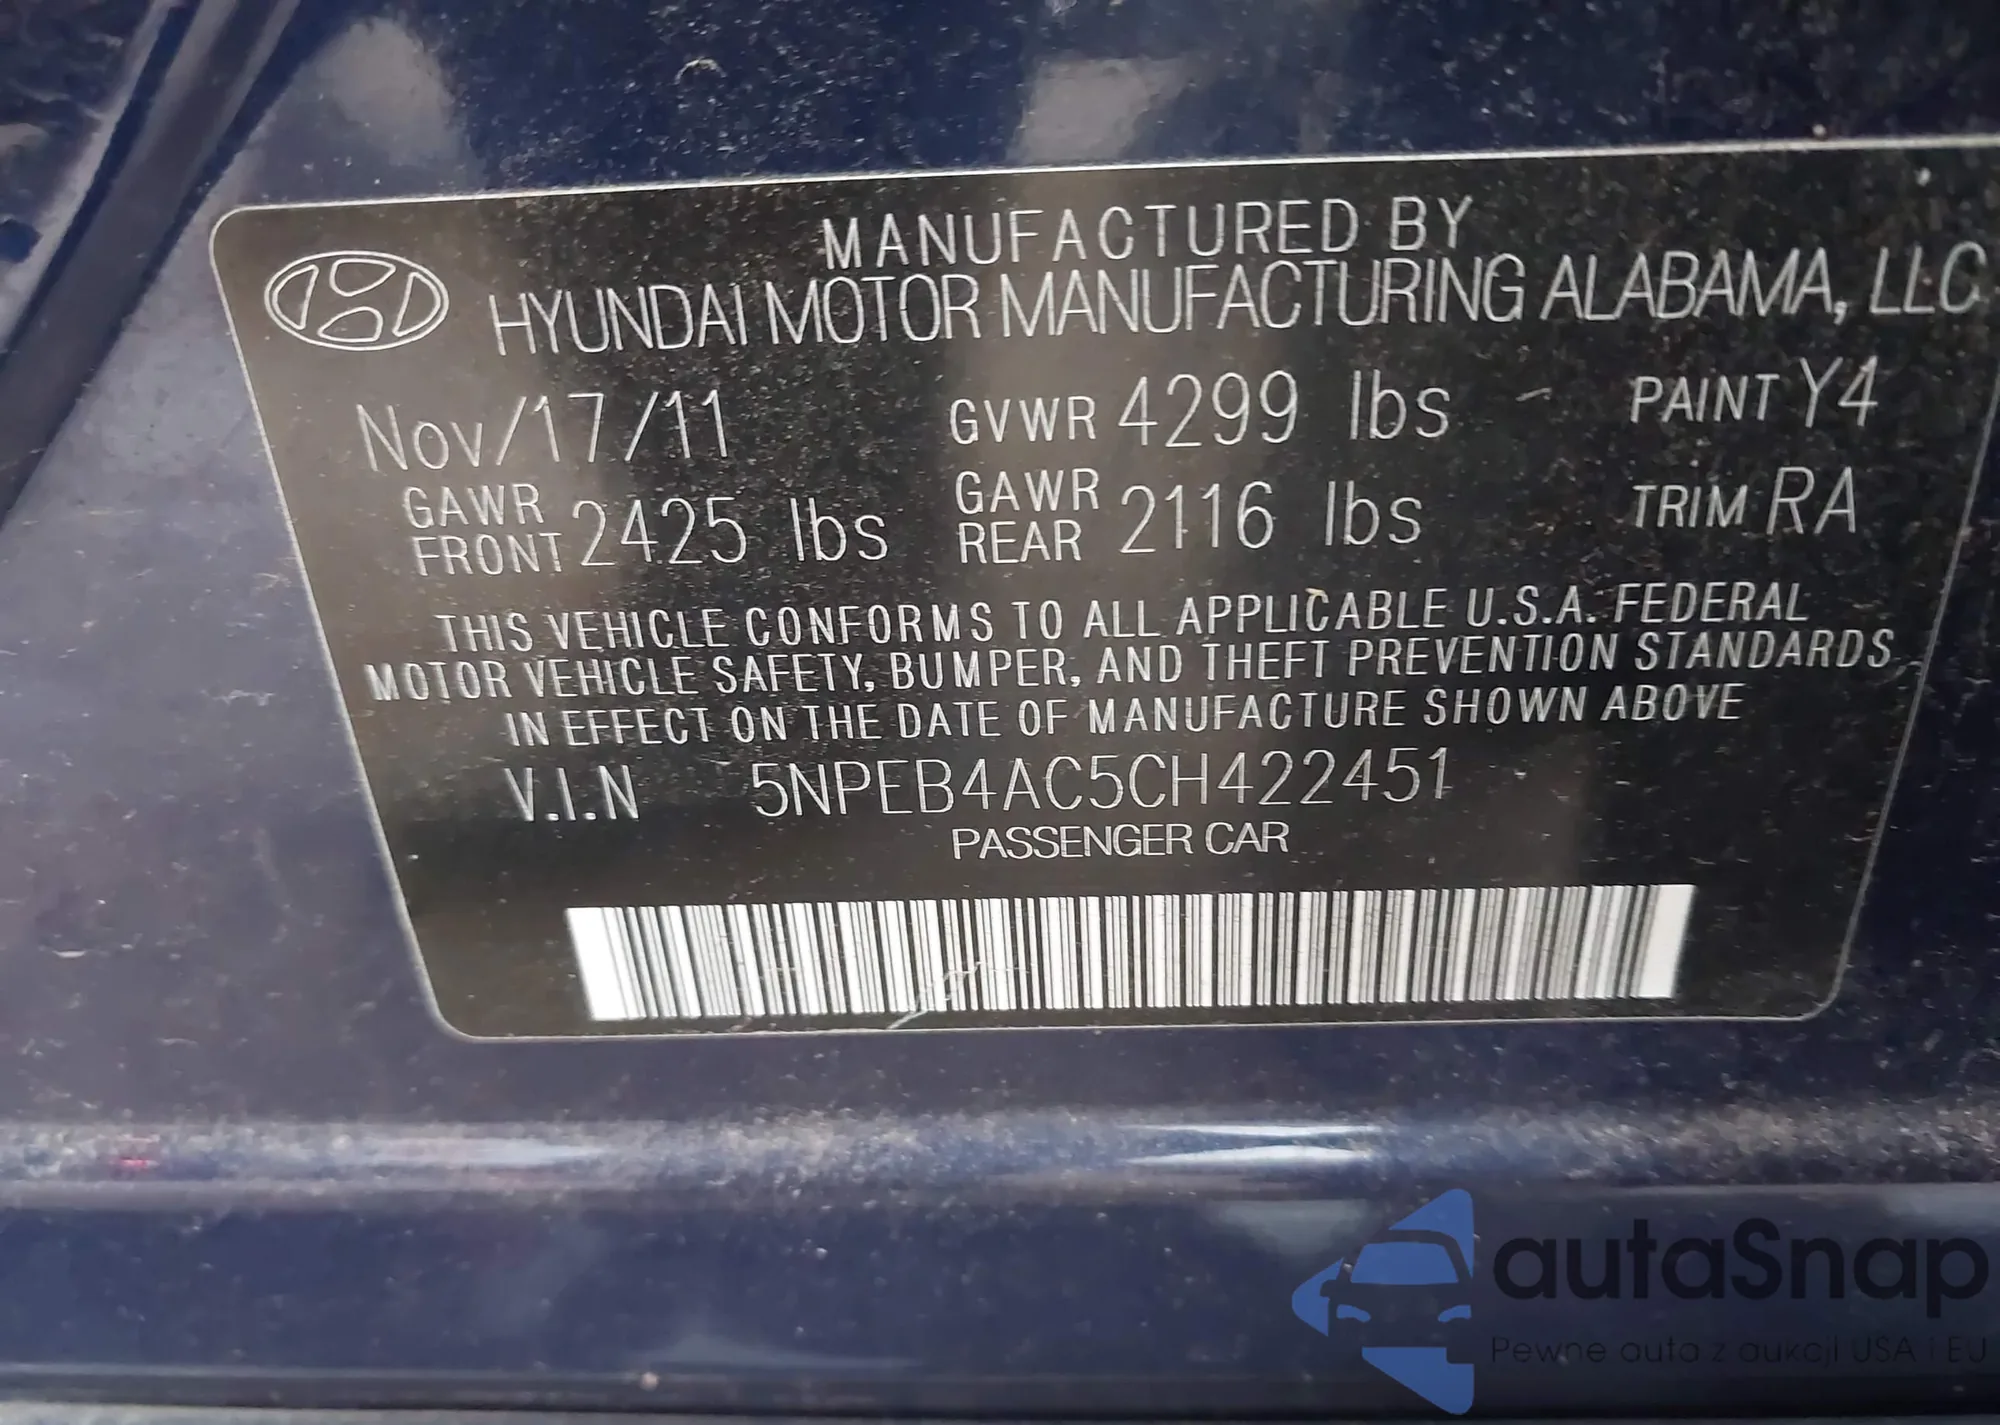 MANUFACTURED BY
HYUNDAI MOTOR MANUFACTURING ALABAMA, LLC
Nov/17/11 GVWR 4299 lbs PAINT Y4
GAWR FRONT 2425 lbs GAWR REAR 2116 lbs TRIM RA
THIS VEHICLE CONFORMS TO ALL APPLICABLE U.S.A. FEDERAL
MOTOR VEHICLE SAFETY, BUMPER, AND THEFT PREVENTION STANDARDS
IN EFFECT ON THE DATE OF MANUFACTURE SHOWN ABOVE
V.I.N 5NPEB4AC5CH422451
PASSENGER CAR
autaSnap
Pewne auta z aukcji USA i EU